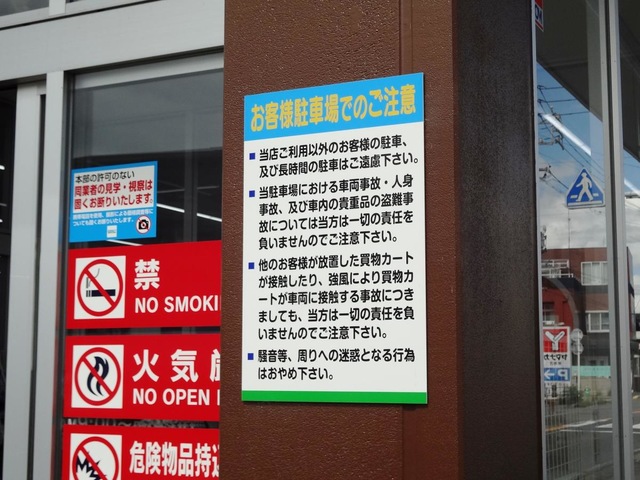 お客様駐車場でのご注意
■当店ご利用以外のお客様の駐車、
及び長時間の駐車はご遠慮下さい。
■当駐車場における車両事故・人身
事故、及び車内の貴重品の盗難事
故については当方は一切の責任を
負いませんのでご注意下さい。
■他のお客様が放置した買物カート
が接触したり、強風により買物カ
ートが車両に接触する事故につき
ましても、当方は一切の責任を負
いませんのでご注意下さい。
■騒音等、周りへの迷惑となる行為
はおやめ下さい。
本部の許可のない
同業者の見学・視察は
固くお断りいたします。
禁
NO SMOKI
火気厳
NO OPEN
危険物品持込